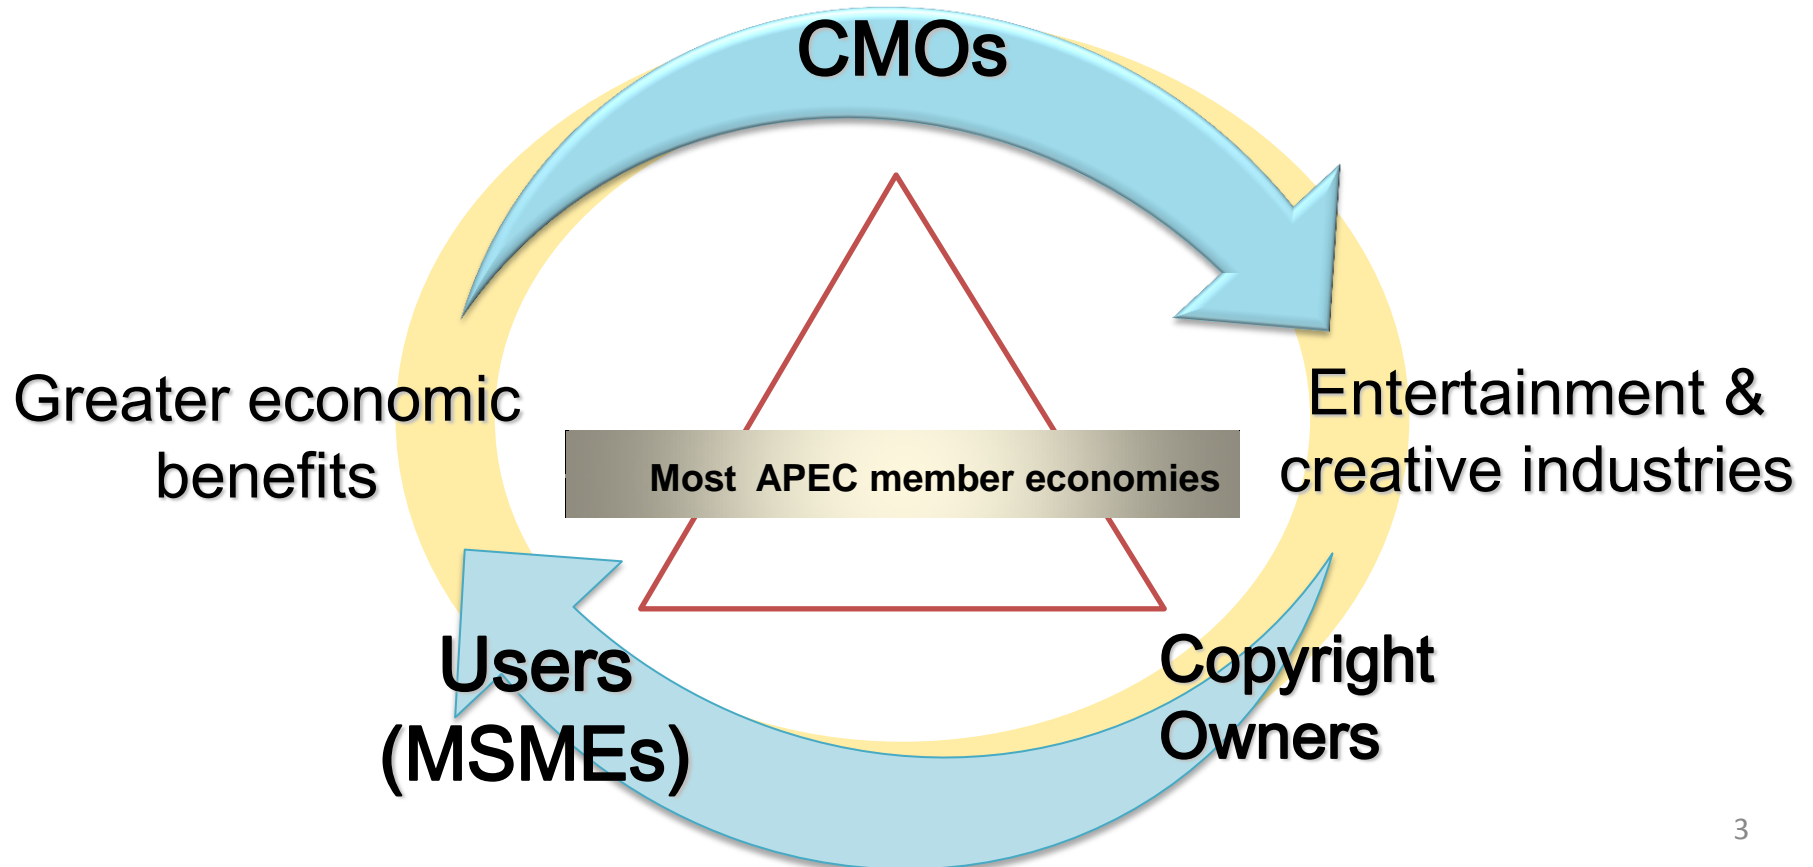 CMOs
Greater economic
benefits
Entertainment &
creative industries
Most  APEC member economies
Users
(MSMEs)
Copyright
Owners
3